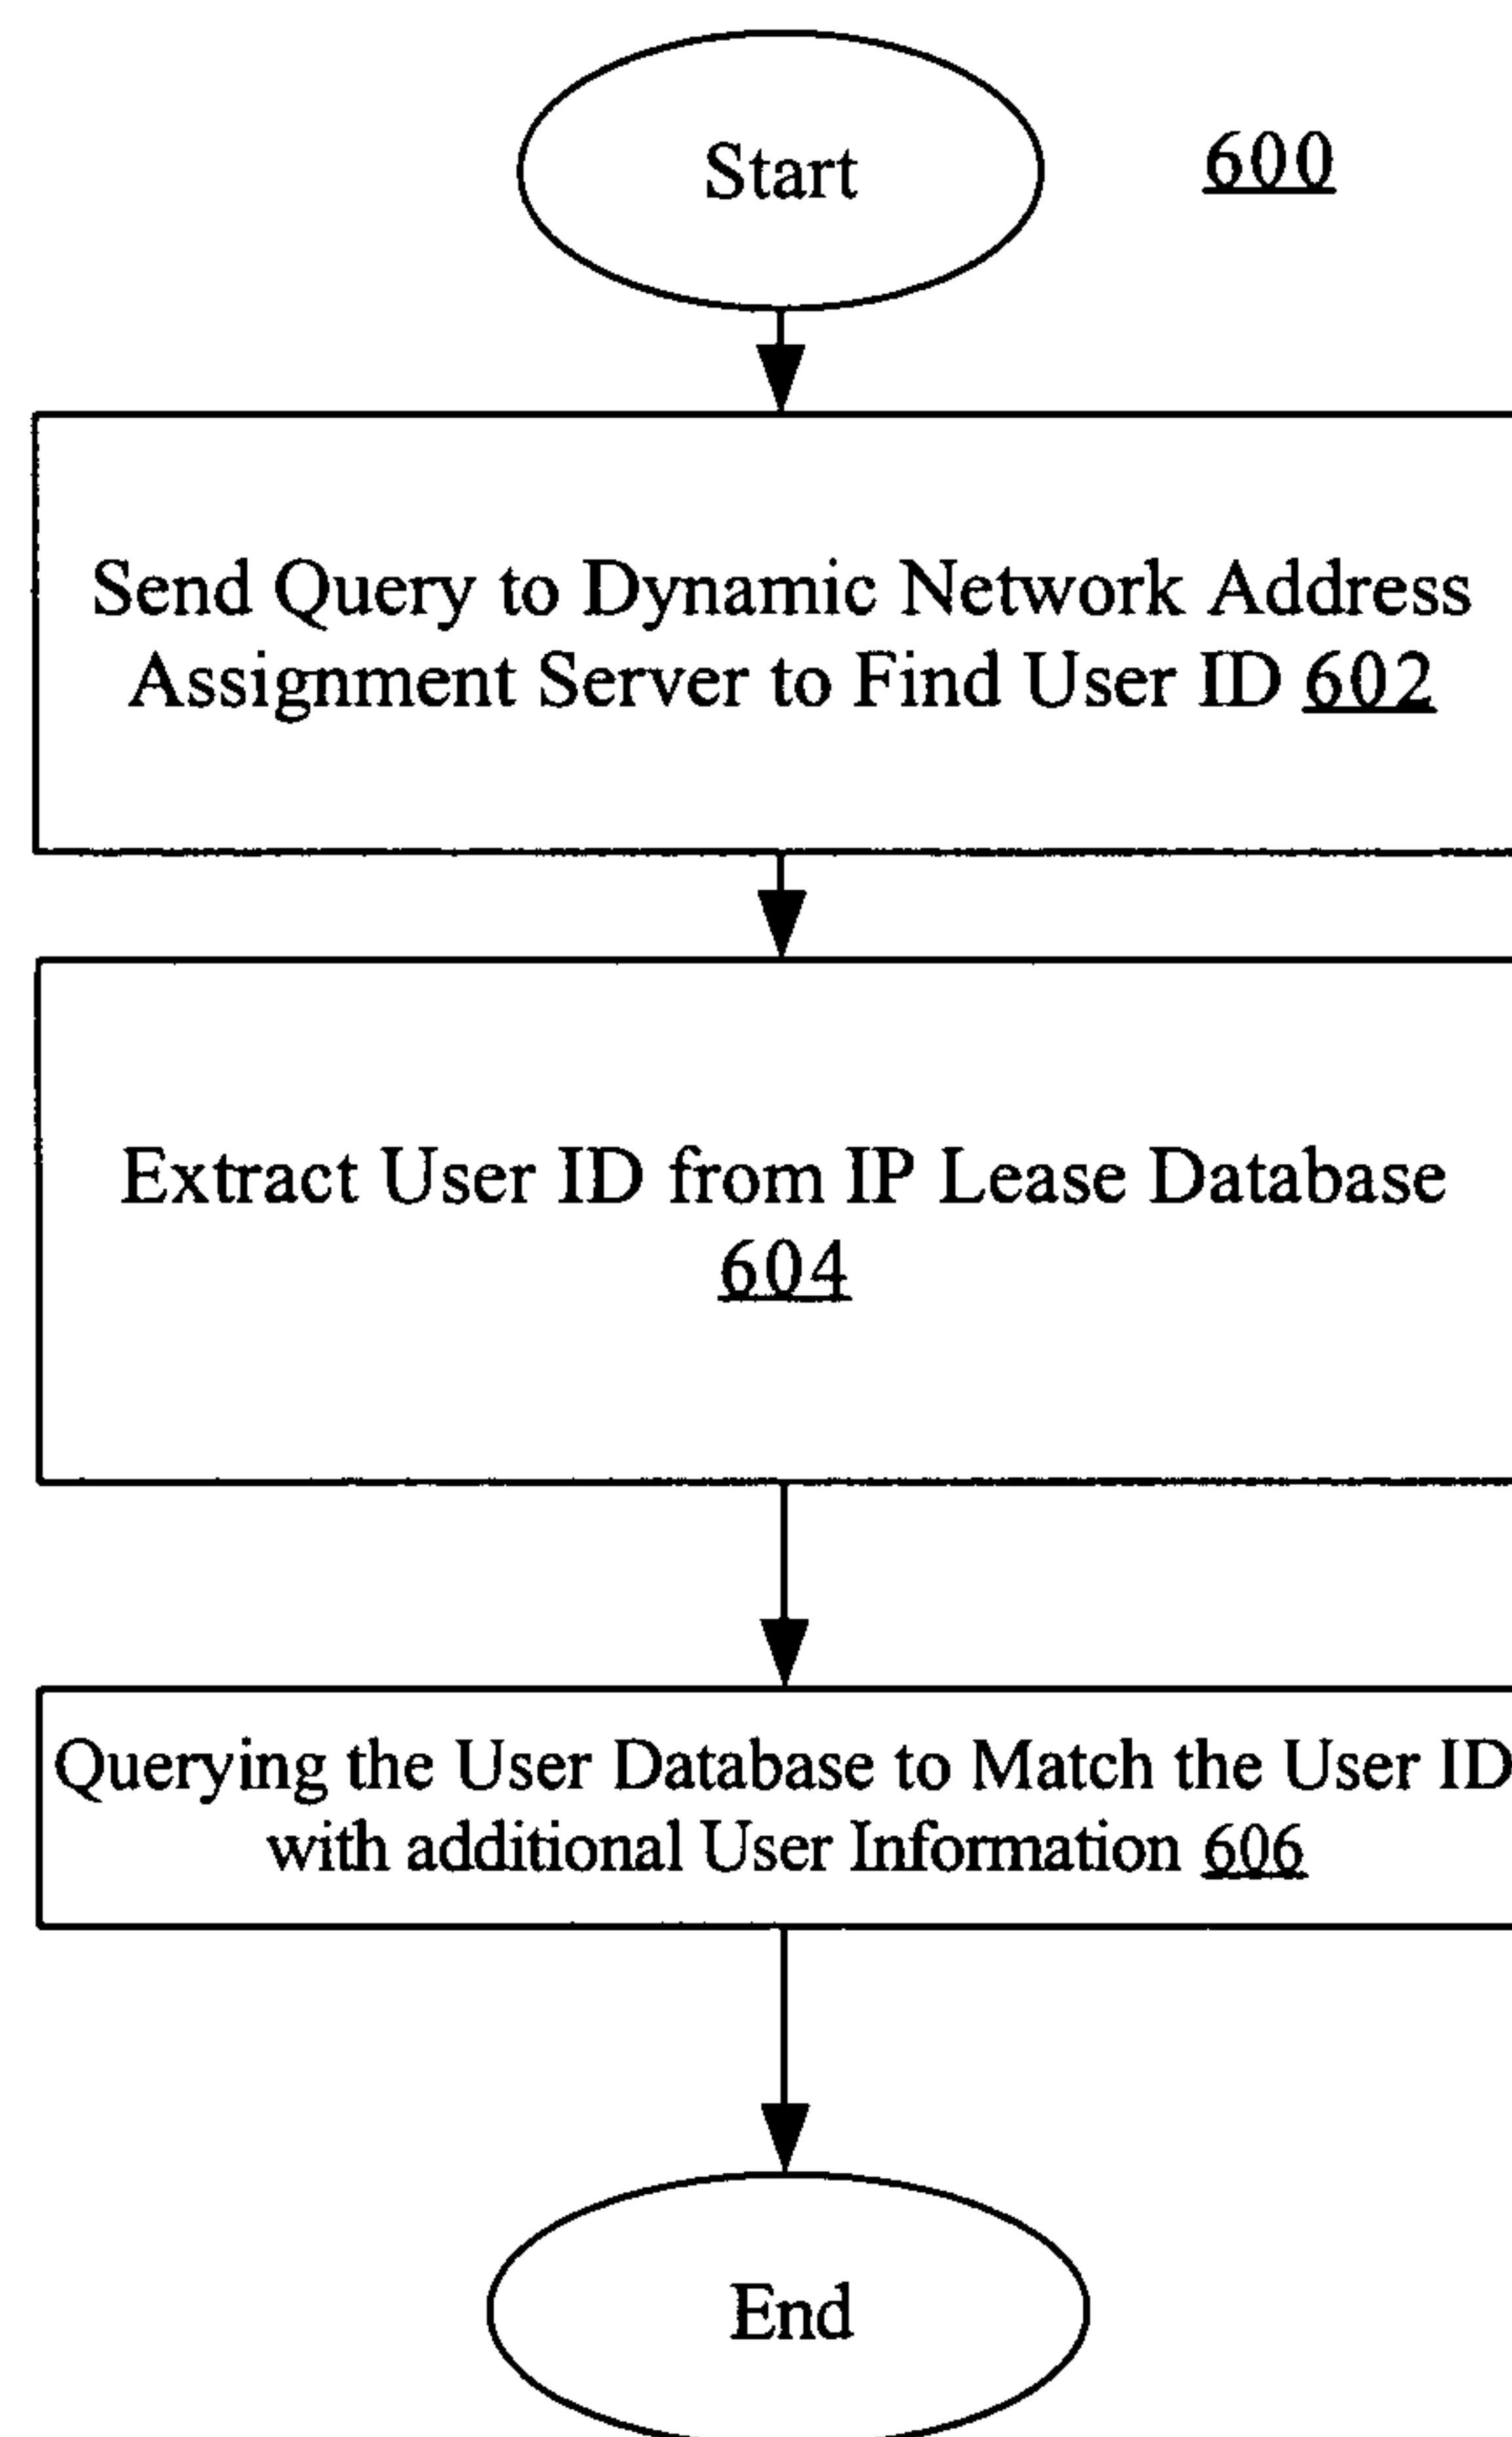 Start
600
Send Query to Dynamic Network Address
Assignment Server to Find User ID 602
Extract User ID from IP Lease Database
604
Querying the User Database to Match the User ID
with additional User Information 606
End